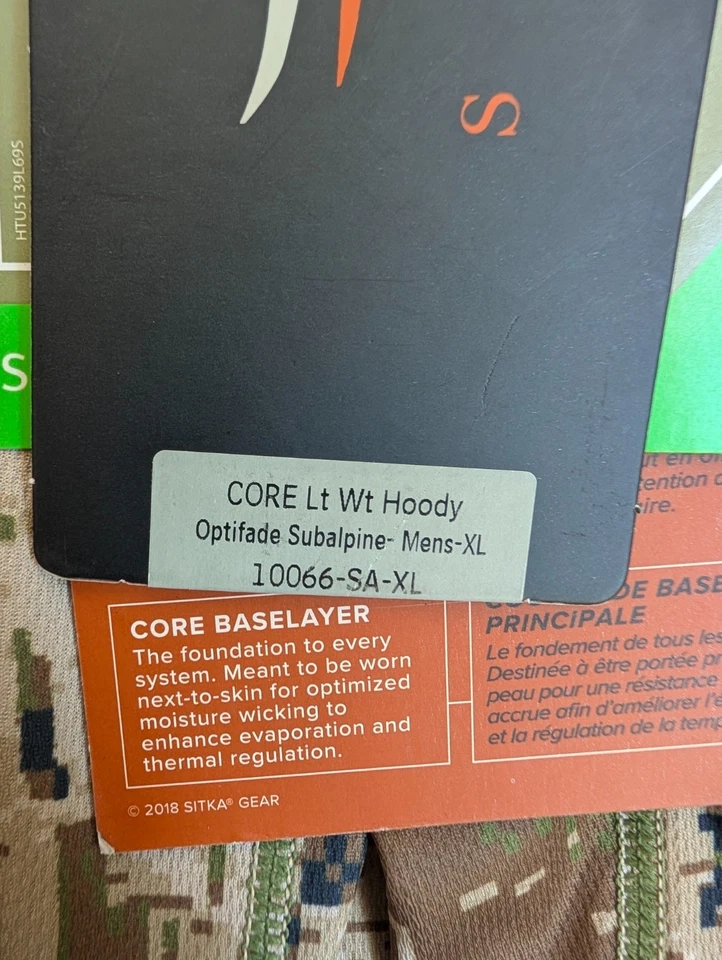 S
HTU5139L69S
S
CORE Lt Wt Hoody
Optifade Subalpine- Mens-XL
10066-SA-XL
CORE BASELAYER
The foundation to every
system. Meant to be worn
next-to-skin for optimized
moisture wicking to
enhance evaporation and
thermal regulation.
© 2018 SITKA® GEAR
DE BASE
PRINCIPALE
Le fondement de tous les
Destinée à être portée
peau pour une résistance
accrue afin d'améliorer
et la régulation de la